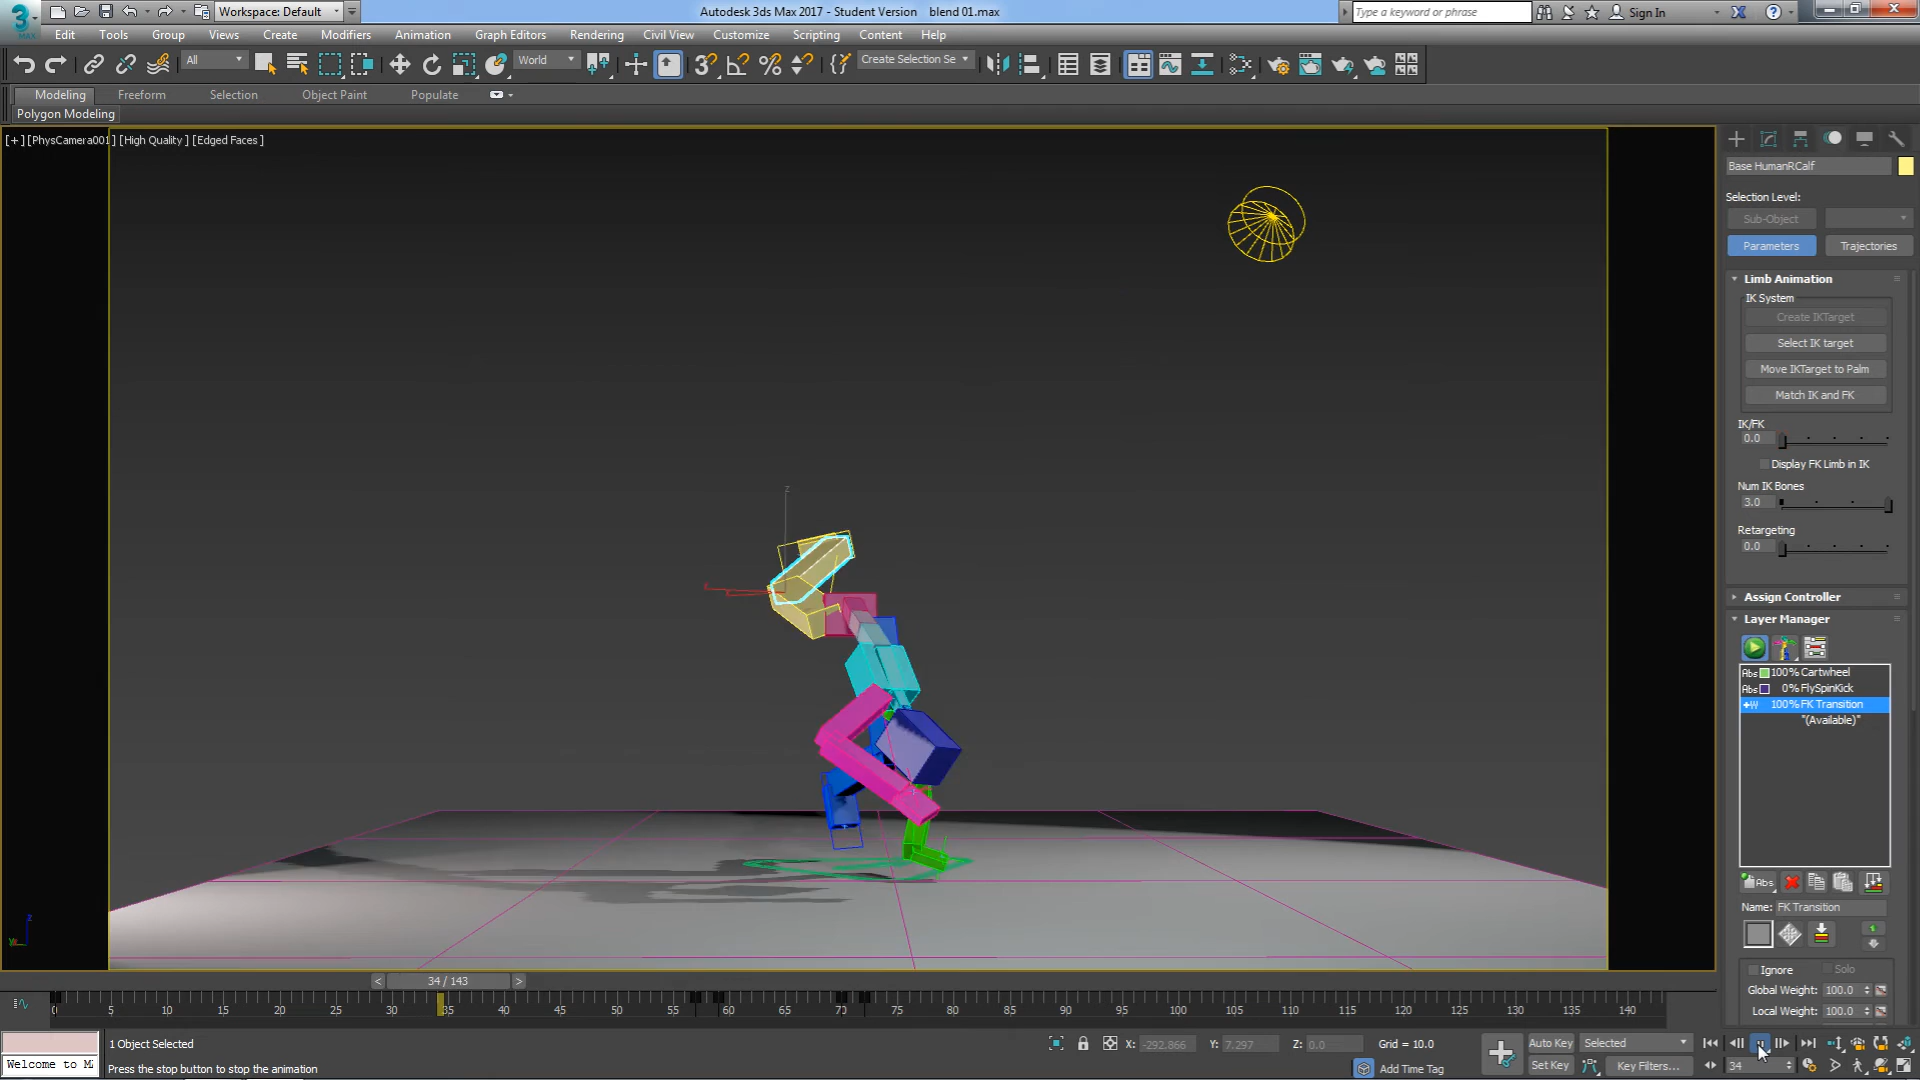 Workspace: Default
Autodesk 3ds Max 2017 - Student Version    blend 01.max
Type a keyword or phrase
Sign In
MAX
Edit Tools Group Views Create Modifiers Animation Graph Editors Rendering Civil View Customize Scripting Content Help
All
World
Create Selection Se
Modeling Freeform Selection Object Paint Populate
Polygon Modeling
[+] [PhysCamera001] [High Quality] [Edged Faces]
Base HumanRCalf
Selection Level:
Sub-Object
Parameters
Trajectories
Limb Animation
IK System
Create IKTarget
Select IK target
Move IKTarget to Palm
Match IK and FK
IK/FK
0.0
Display FK Limb in IK
Num IK Bones
3.0
Retargeting
0.0
Assign Controller
Layer Manager
Abs 100% Cartwheel
Abs 0% FlySpinKick
+W 100% FK Transition
"(Available)"
Abs
Name: FK Transition
Ignore
Solo
Global Weight: 100.0
Local Weight: 100.0
z
z
< 34 / 143 >
0 5 10 15 20 25 30 35 40 45 50 55 60 65 70 75 80 85 90 95 100 105 110 115 120 125 130 135 140
1 Object Selected
X: -292.866
Y: 7.297
Z: 0.0
Grid = 10.0
Auto Key
Selected
Welcome to M
Press the stop button to stop the animation
Add Time Tag
Set Key
Key Filters...
34